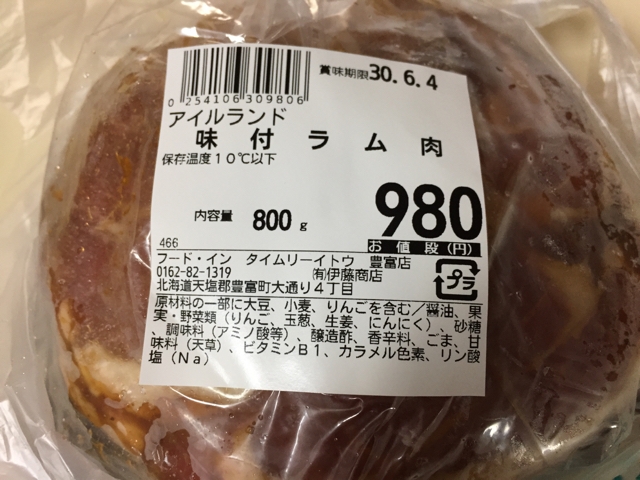 賞味期限30.6.4
0 254106 309806
アイルランド
味付ラム肉
保存温度10℃以下
内容量 800g
980
お値段(円)
466
フード・イン タイムリーイトウ 豊富店
0162-82-1319 ㈲伊藤商店
北海道天塩郡豊富町大通り4丁目
プラ
原材料の一部に大豆、小麦、りんごを含む/醤油、果
実・野菜類(りんご、玉葱、生姜、にんにく)、砂糖
、調味料(アミノ酸等)、醸造酢、香辛料、ごま、甘
味料(天草)、ビタミンB1、カラメル色素、リン酸
塩(Na)